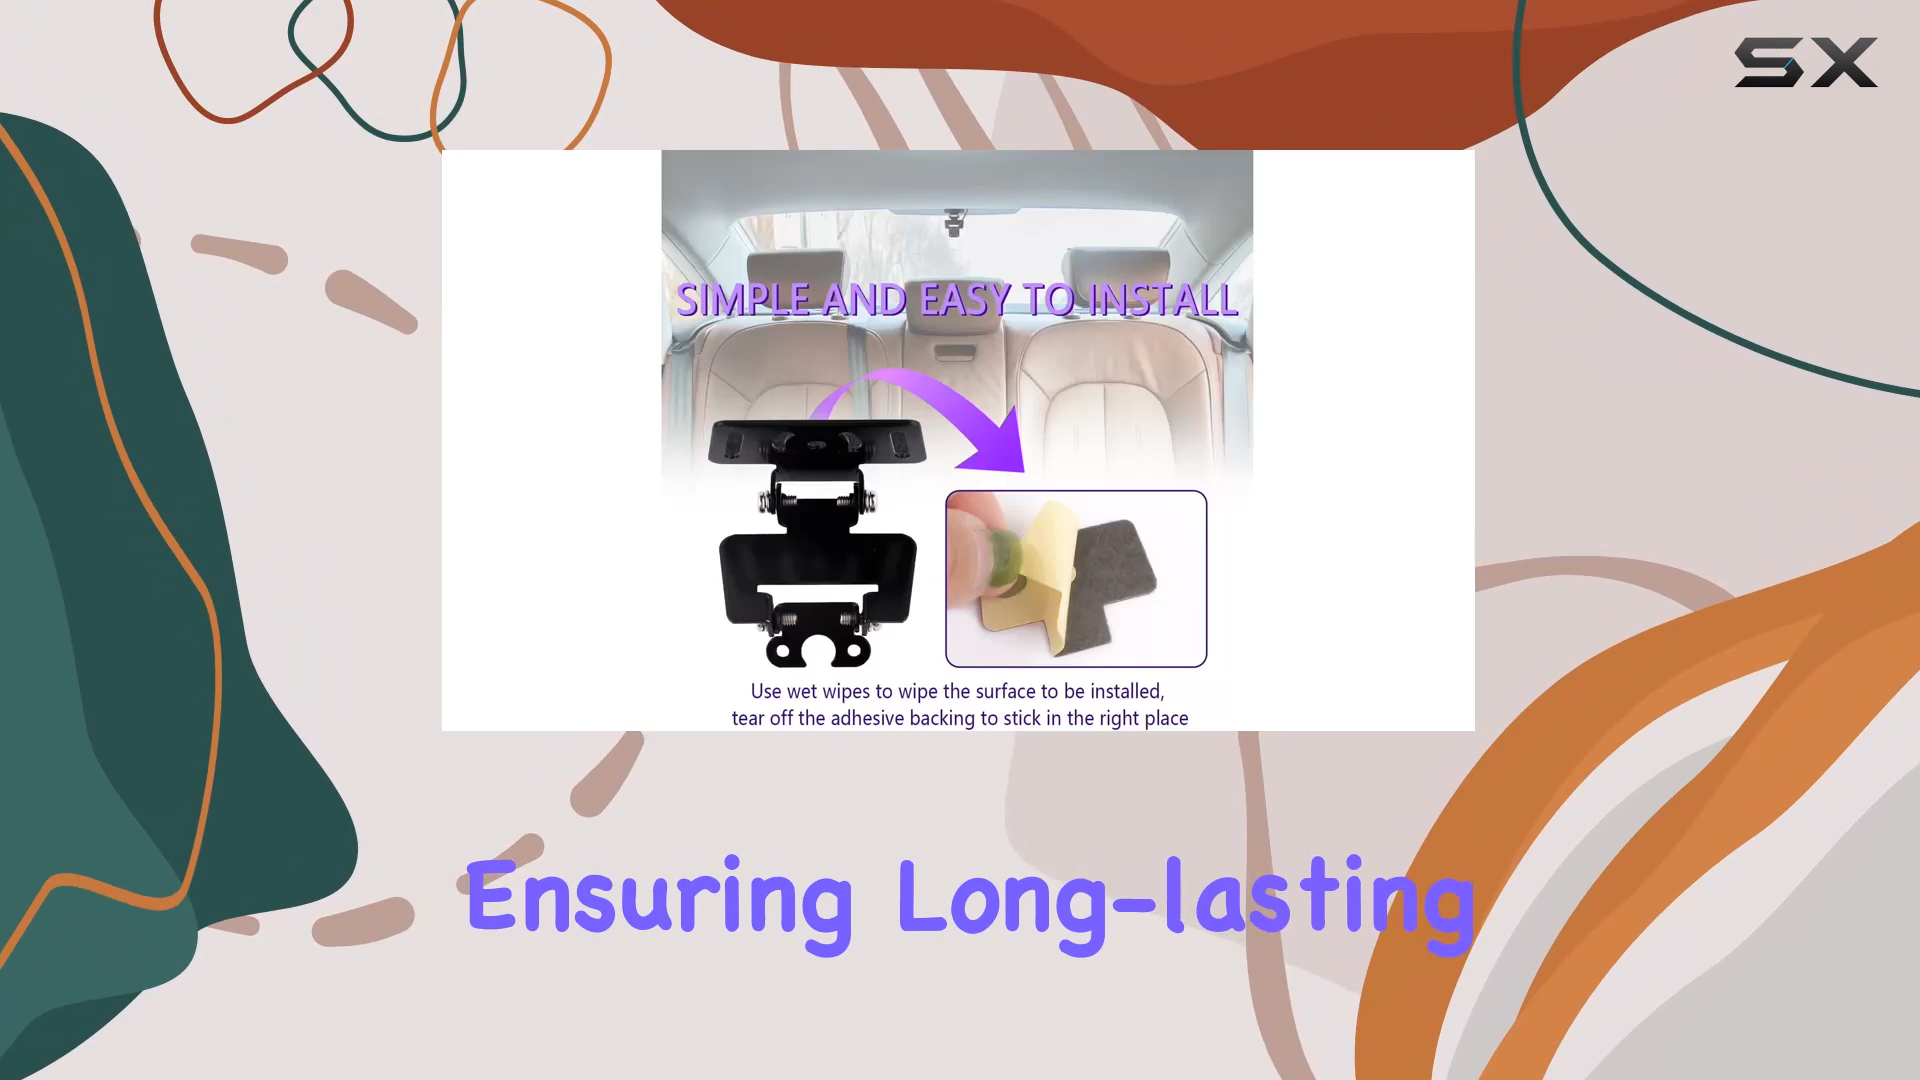 SX
SIMPLE AND EASY TO INSTALL
Use wet wipes to wipe the surface to be installed,
tear off the adhesive backing to stick in the right place
Ensuring Long-lasting